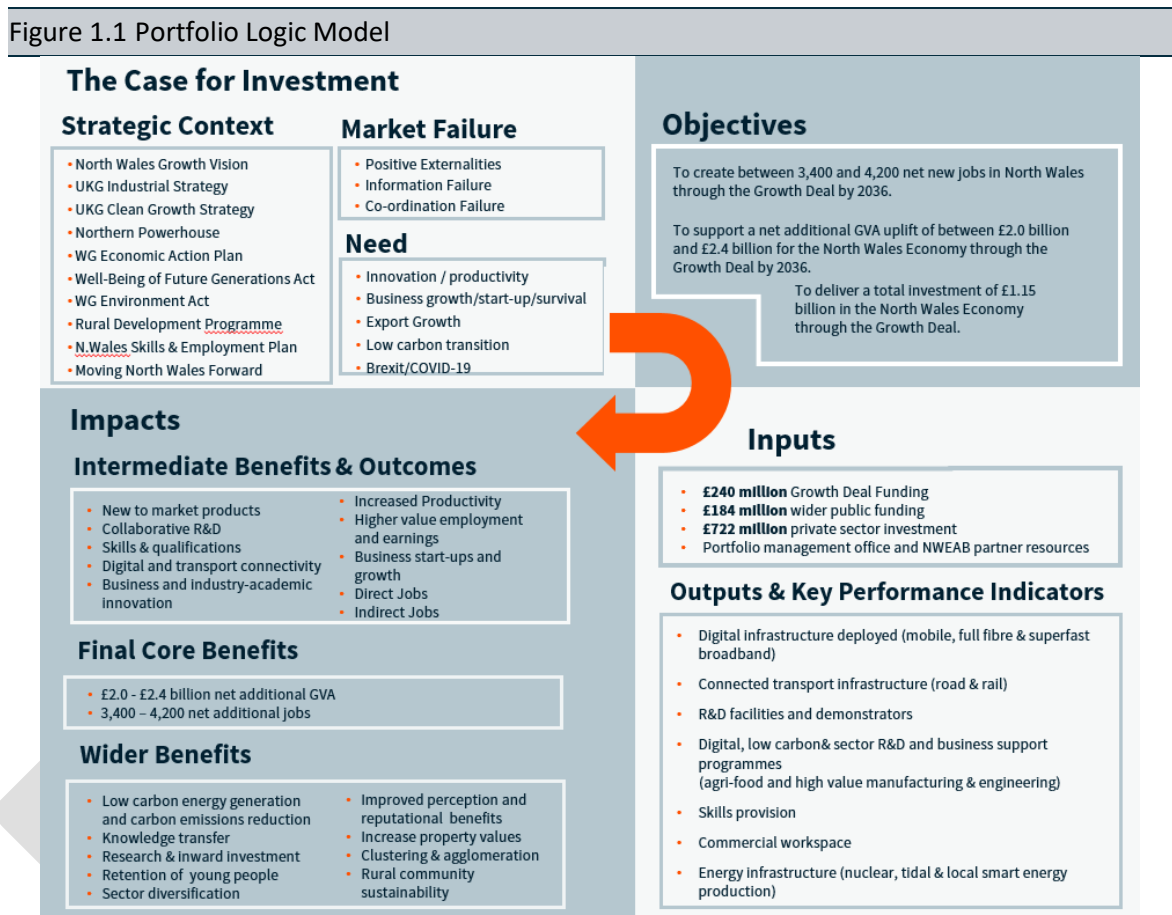 Figure 1.1 Portfolio Logic Model
The Case for Investment
Strategic Context
• North Wales Growth Vision
• UKG Industrial Strategy
• UKG Clean Growth Strategy
• Northern Powerhouse
• WG Economic Action Plan
• Well-Being of Future Generations Act
• WG Environment Act
• Rural Development Programme
• N.Wales Skills & Employment Plan
• Moving North Wales Forward
Market Failure
• Positive Externalities
• Information Failure
• Co-ordination Failure
Need
• Innovation / productivity
• Business growth/start-up/survival
• Export Growth
• Low carbon transition
• Brexit/COVID-19
Objectives
To create between 3,400 and 4,200 net new jobs in North Wales
through the Growth Deal by 2036.
To support a net additional GVA uplift of between £2.0 billion
and £2.4 billion for the North Wales Economy through the
Growth Deal by 2036.
To deliver a total investment of £1.15
billion in the North Wales Economy
through the Growth Deal.
Inputs
• £240 million Growth Deal Funding
• £184 million wider public funding
• £722 million private sector investment
• Portfolio management office and NWEAB partner resources
Outputs & Key Performance Indicators
• Digital infrastructure deployed (mobile, full fibre & superfast
broadband)
• Connected transport infrastructure (road & rail)
• R&D facilities and demonstrators
• Digital, low carbon& sector R&D and business support
programmes
(agri-food and high value manufacturing & engineering)
• Skills provision
• Commercial workspace
• Energy infrastructure (nuclear, tidal & local smart energy
production)
Impacts
Intermediate Benefits & Outcomes
• New to market products
• Collaborative R&D
• Skills & qualifications
• Digital and transport connectivity
• Business and industry-academic
innovation
• Increased Productivity
• Higher value employment
and earnings
• Business start-ups and
growth
• Direct Jobs
• Indirect Jobs
Final Core Benefits
• £2.0 - £2.4 billion net additional GVA
• 3,400 – 4,200 net additional jobs
Wider Benefits
• Low carbon energy generation
and carbon emissions reduction
• Knowledge transfer
• Research & inward investment
• Retention of young people
• Sector diversification
• Improved perception and
reputational benefits
• Increase property values
• Clustering & agglomeration
• Rural community
sustainability